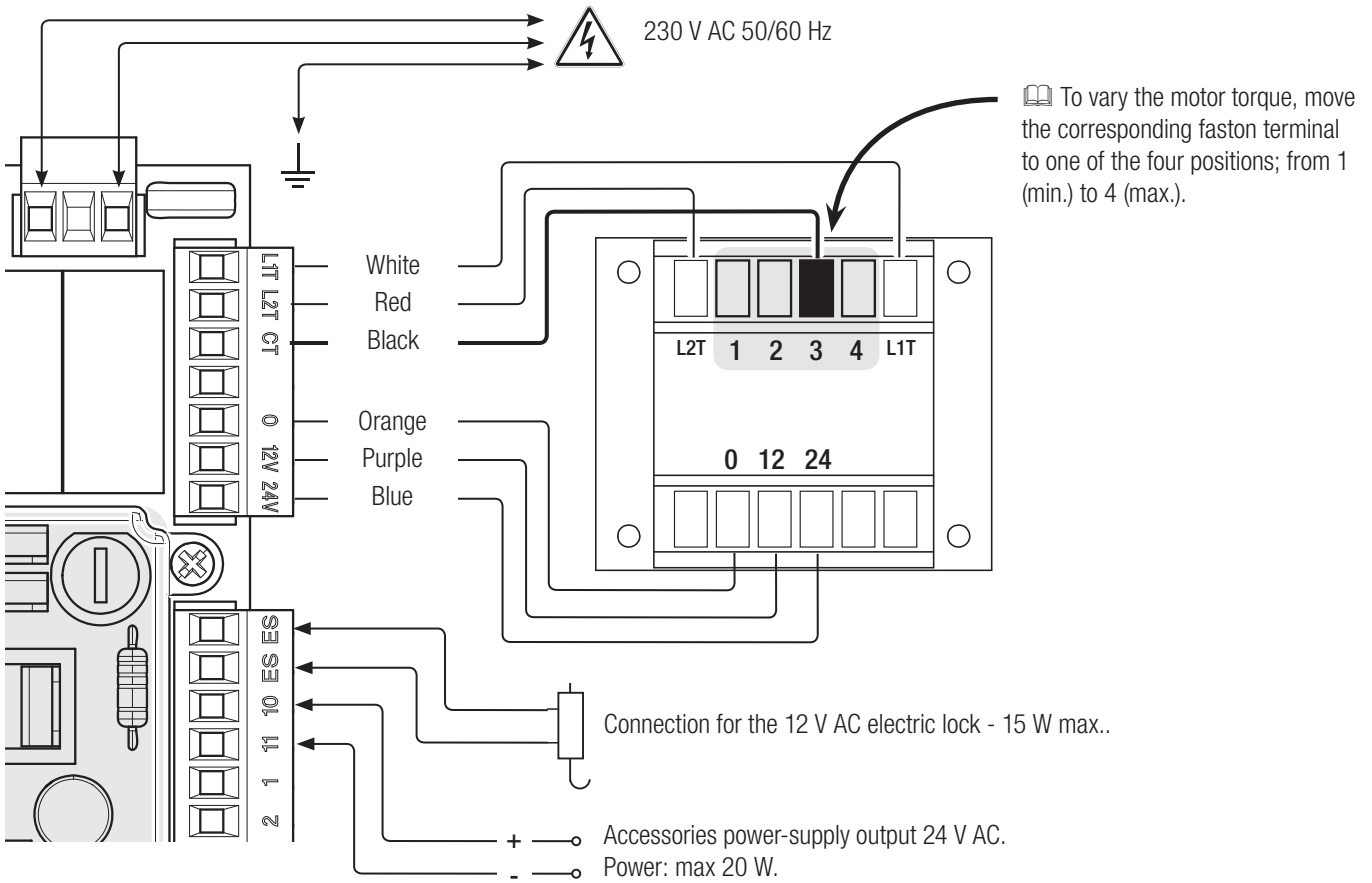 230 V AC 50/60 Hz
To vary the motor torque, move
the corresponding faston terminal
to one of the four positions; from 1
(min.) to 4 (max.).
L1T
L2T
CT
0
12V
24V
White
Red
Black
Orange
Purple
Blue
L2T 1 2 3 4 L1T
0 12 24
ES
ES
10
11
1
2
Connection for the 12 V AC electric lock - 15 W max..
+ Accessories power-supply output 24 V AC.
- Power: max 20 W.